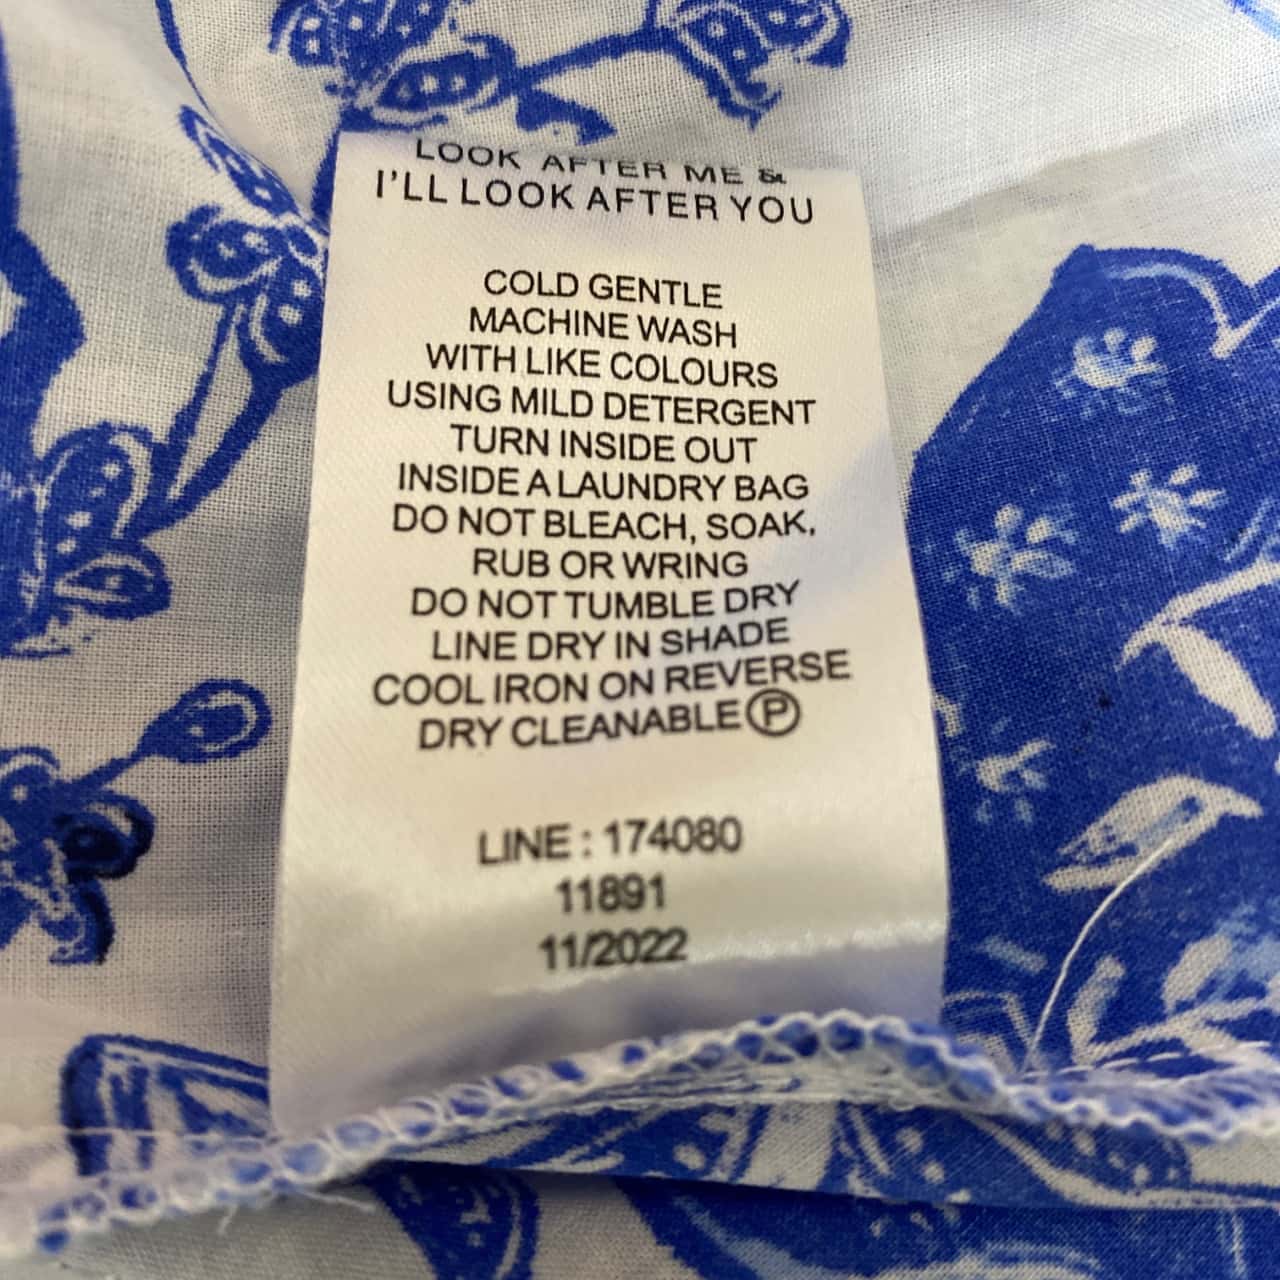 LOOK AFTER ME &
I'LL LOOK AFTER YOU
COLD GENTLE
MACHINE WASH
WITH LIKE COLOURS
USING MILD DETERGENT
TURN INSIDE OUT
INSIDE A LAUNDRY BAG
DO NOT BLEACH, SOAK,
RUB OR WRING
DO NOT TUMBLE DRY
LINE DRY IN SHADE
COOL IRON ON REVERSE
DRY CLEANABLE Ⓟ
LINE : 174080
11891
11/2022